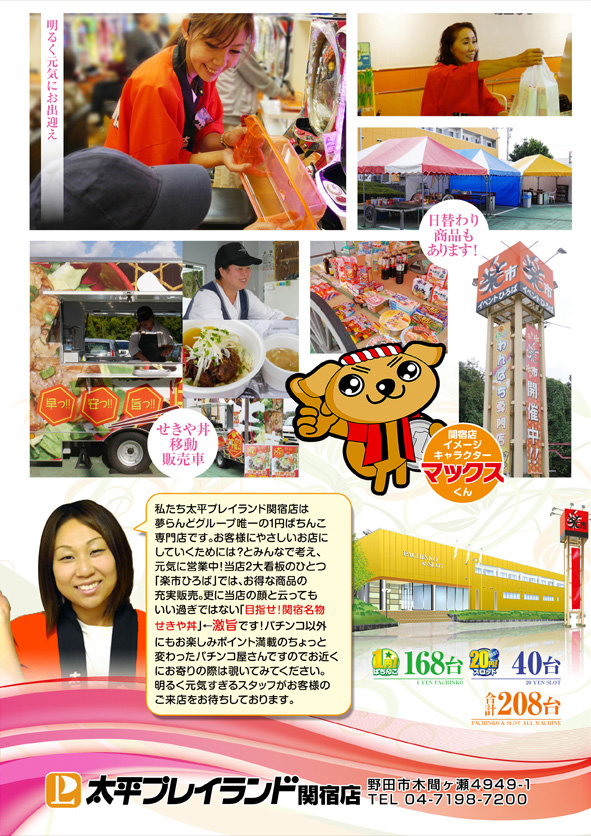 明るく元気にお出迎え
日替わり
商品も
あります!
楽市
イベントひろば
楽市
開催中!!
早っ!!
安っ!!
旨っ!!
せきや丼
移動
販売車
関宿店
イメージ
キャラクター
マックス
くん
私たち太平プレイランド関宿店は
夢らんどグループ唯一の1円ぱちんこ
専門店です。お客様にやさしいお店に
していくためには?とみんなで考え、
元気に営業中!当店2大看板のひとつ
「楽市ひろば」では、お得な商品の
充実販売。更に当店の顔と云っても
いい過ぎではない「目指せ!関宿名物
せきや丼」←激旨です!パチンコ以外
にもお楽しみポイント満載のちょっと
変わったパチンコ屋さんですのでお近く
にお寄りの際は覗いてみてください。
明るく元気すぎるスタッフがお客様の
ご来店をお待ちしております。
PACHINKO
& SLOT
楽市
1円!
ぱちんこ
168台
1 YEN PACHINKO
20円!
スロット
40台
20 YEN SLOT
合計208台
PACHINKO & SLOT ALL MACHINE
太平プレイランド関宿店
野田市木間ヶ瀬4949-1
TEL 04-7198-7200